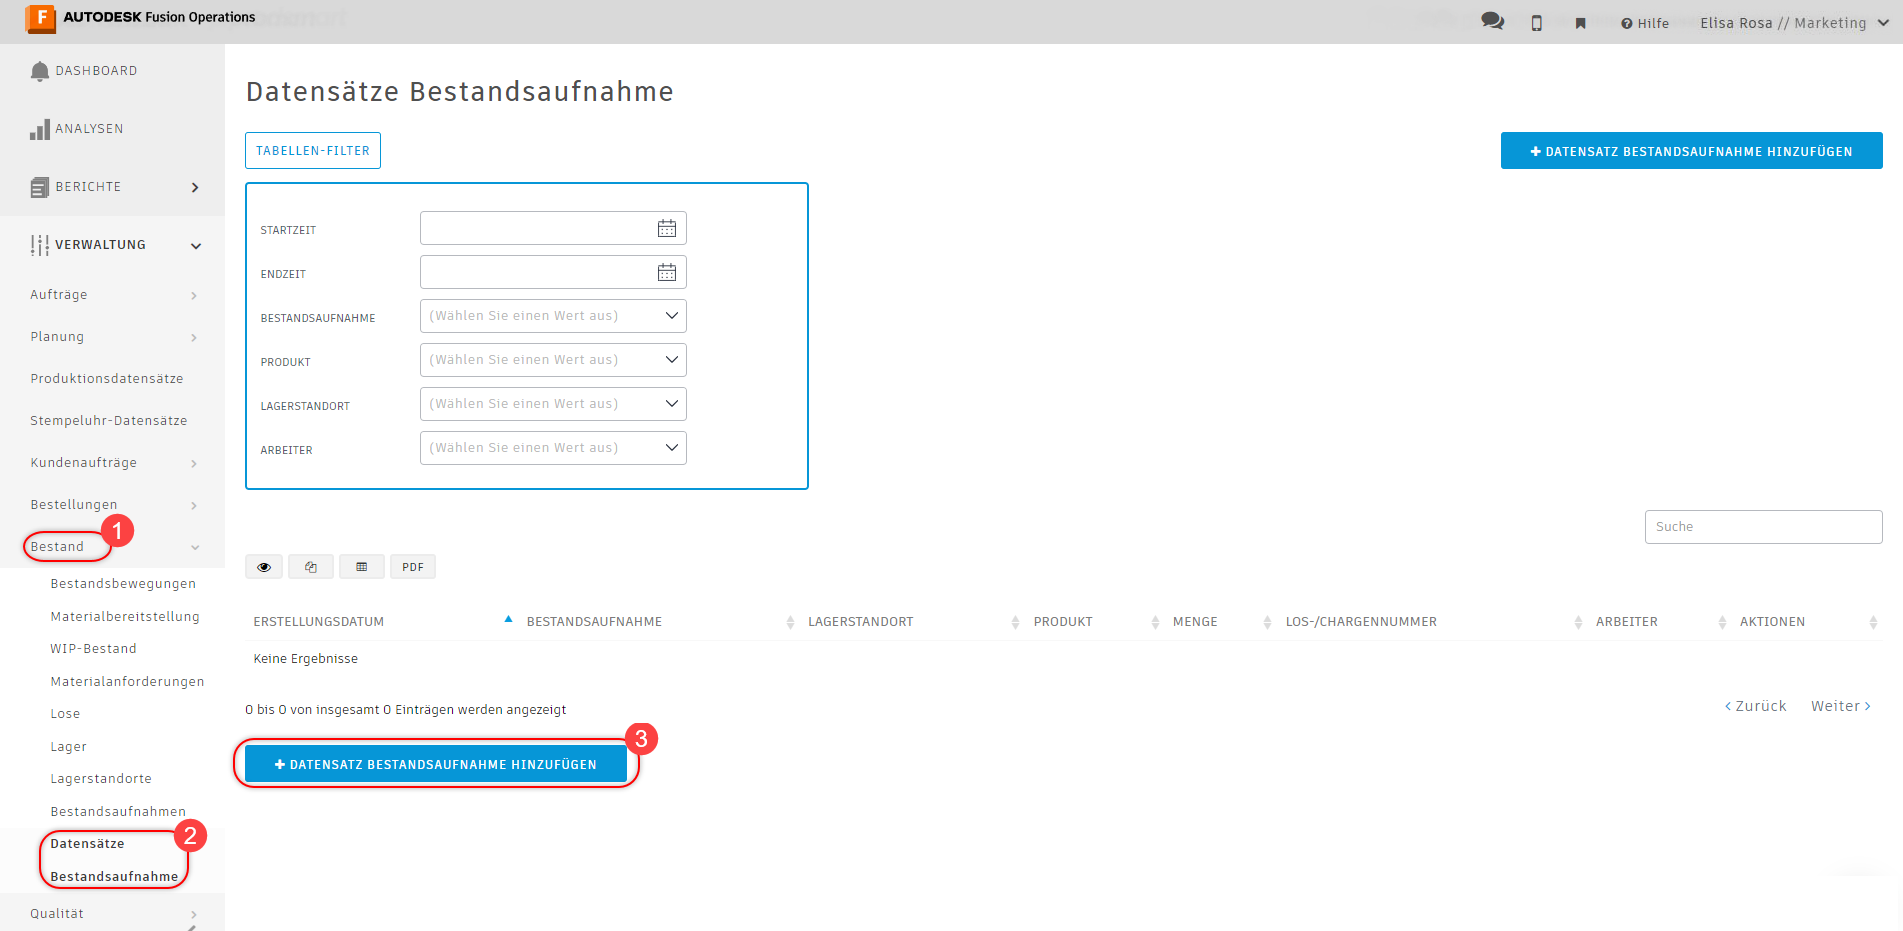 F AUTODESK Fusion Operations
Hilfe
Elisa Rosa // Marketing
DASHBOARD
ANALYSEN
BERICHTE
VERWALTUNG
Aufträge
Planung
Produktionsdatensätze
Stempeluhr-Datensätze
Kundenaufträge
Bestellungen
1
Bestand
Bestandsbewegungen
Materialbereitstellung
WIP-Bestand
Materialanforderungen
Lose
Lager
Lagerstandorte
Bestandsaufnahmen
2
Datensätze
Bestandsaufnahme
Qualität
Datensätze Bestandsaufnahme
TABELLEN-FILTER
+ DATENSATZ BESTANDSAUFNAHME HINZUFÜGEN
STARTZEIT
ENDZEIT
BESTANDSAUFNAHME (Wählen Sie einen Wert aus)
PRODUKT (Wählen Sie einen Wert aus)
LAGERSTANDORT (Wählen Sie einen Wert aus)
ARBEITER (Wählen Sie einen Wert aus)
Suche
PDF
ERSTELLUNGSDATUM BESTANDSAUFNAHME LAGERSTANDORT PRODUKT MENGE LOS-/CHARGENNUMMER ARBEITER AKTIONEN
Keine Ergebnisse
0 bis 0 von insgesamt 0 Einträgen werden angezeigt
< Zurück Weiter >
3
+ DATENSATZ BESTANDSAUFNAHME HINZUFÜGEN